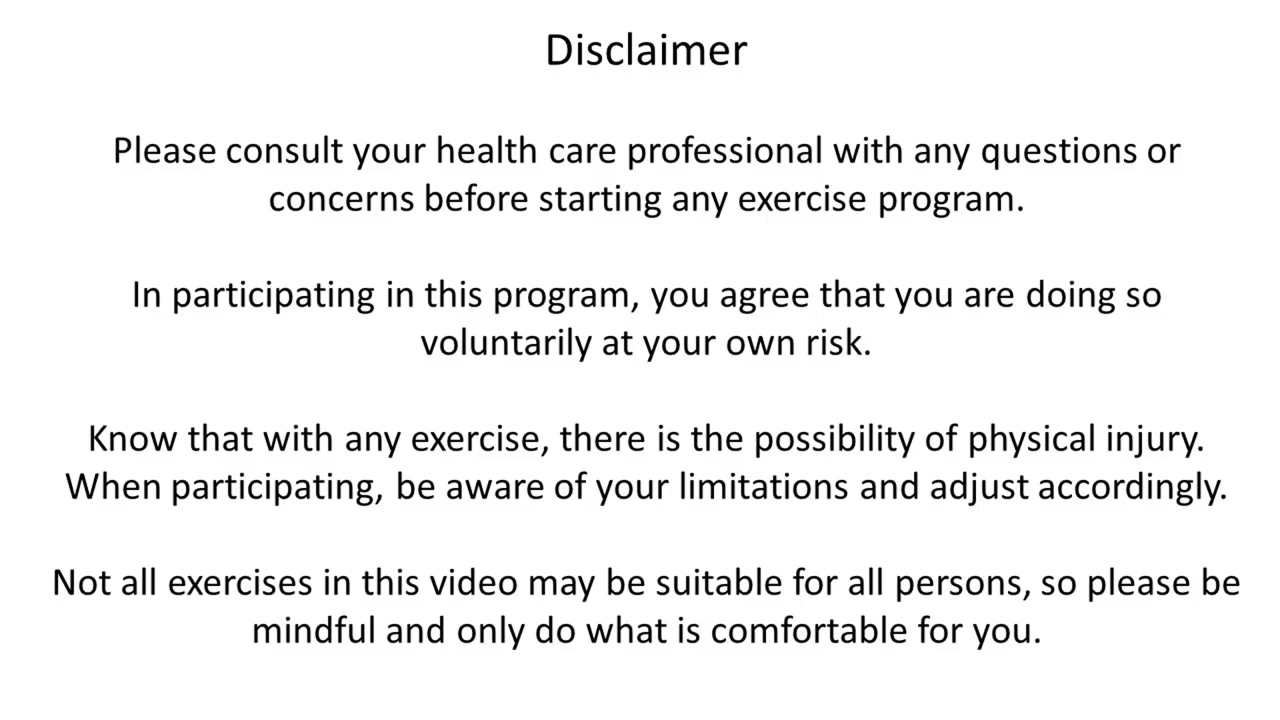 Disclaimer
Please consult your health care professional with any questions or
concerns before starting any exercise program.
In participating in this program, you agree that you are doing so
voluntarily at your own risk.
Know that with any exercise, there is the possibility of physical injury.
When participating, be aware of your limitations and adjust accordingly.
Not all exercises in this video may be suitable for all persons, so please be
mindful and only do what is comfortable for you.